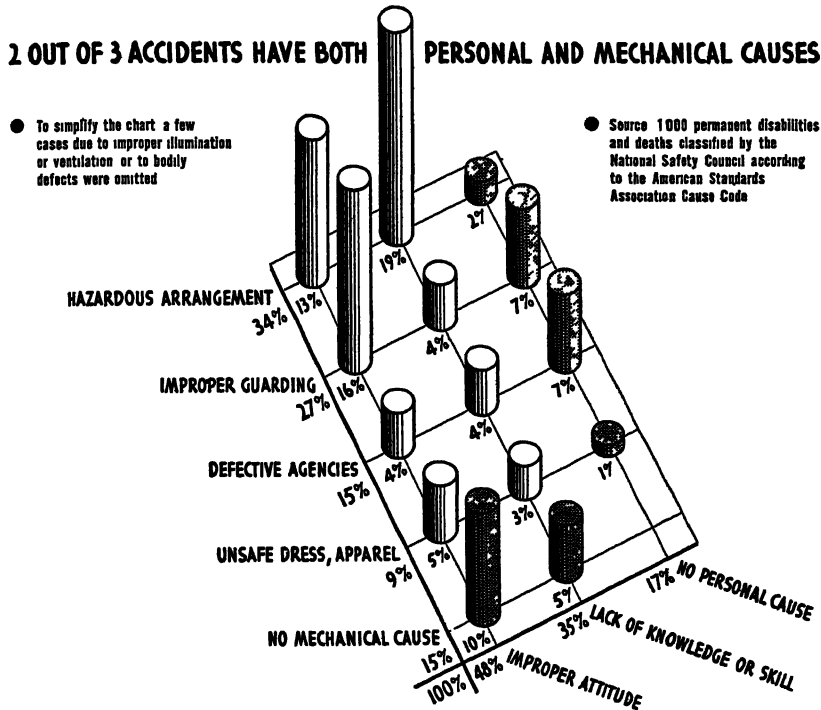 2 OUT OF 3 ACCIDENTS HAVE BOTH PERSONAL AND MECHANICAL CAUSES
To simplify the chart a few
cases due to improper illumination
or ventilation or to bodily
defects were omitted
Source 1000 permanent disabilities
and deaths classified by the
National Safety Council according
to the American Standards
Association Cause Code
2%
19%
HAZARDOUS ARRANGEMENT
34%
13%
7%
4%
IMPROPER GUARDING
27%
16%
7%
4%
DEFECTIVE AGENCIES
15%
4%
1%
3%
UNSAFE DRESS, APPAREL
9%
5%
5%
NO MECHANICAL CAUSE
15%
10%
100%
48%
IMPROPER ATTITUDE
35%
LACK OF KNOWLEDGE OR SKILL
17%
NO PERSONAL CAUSE